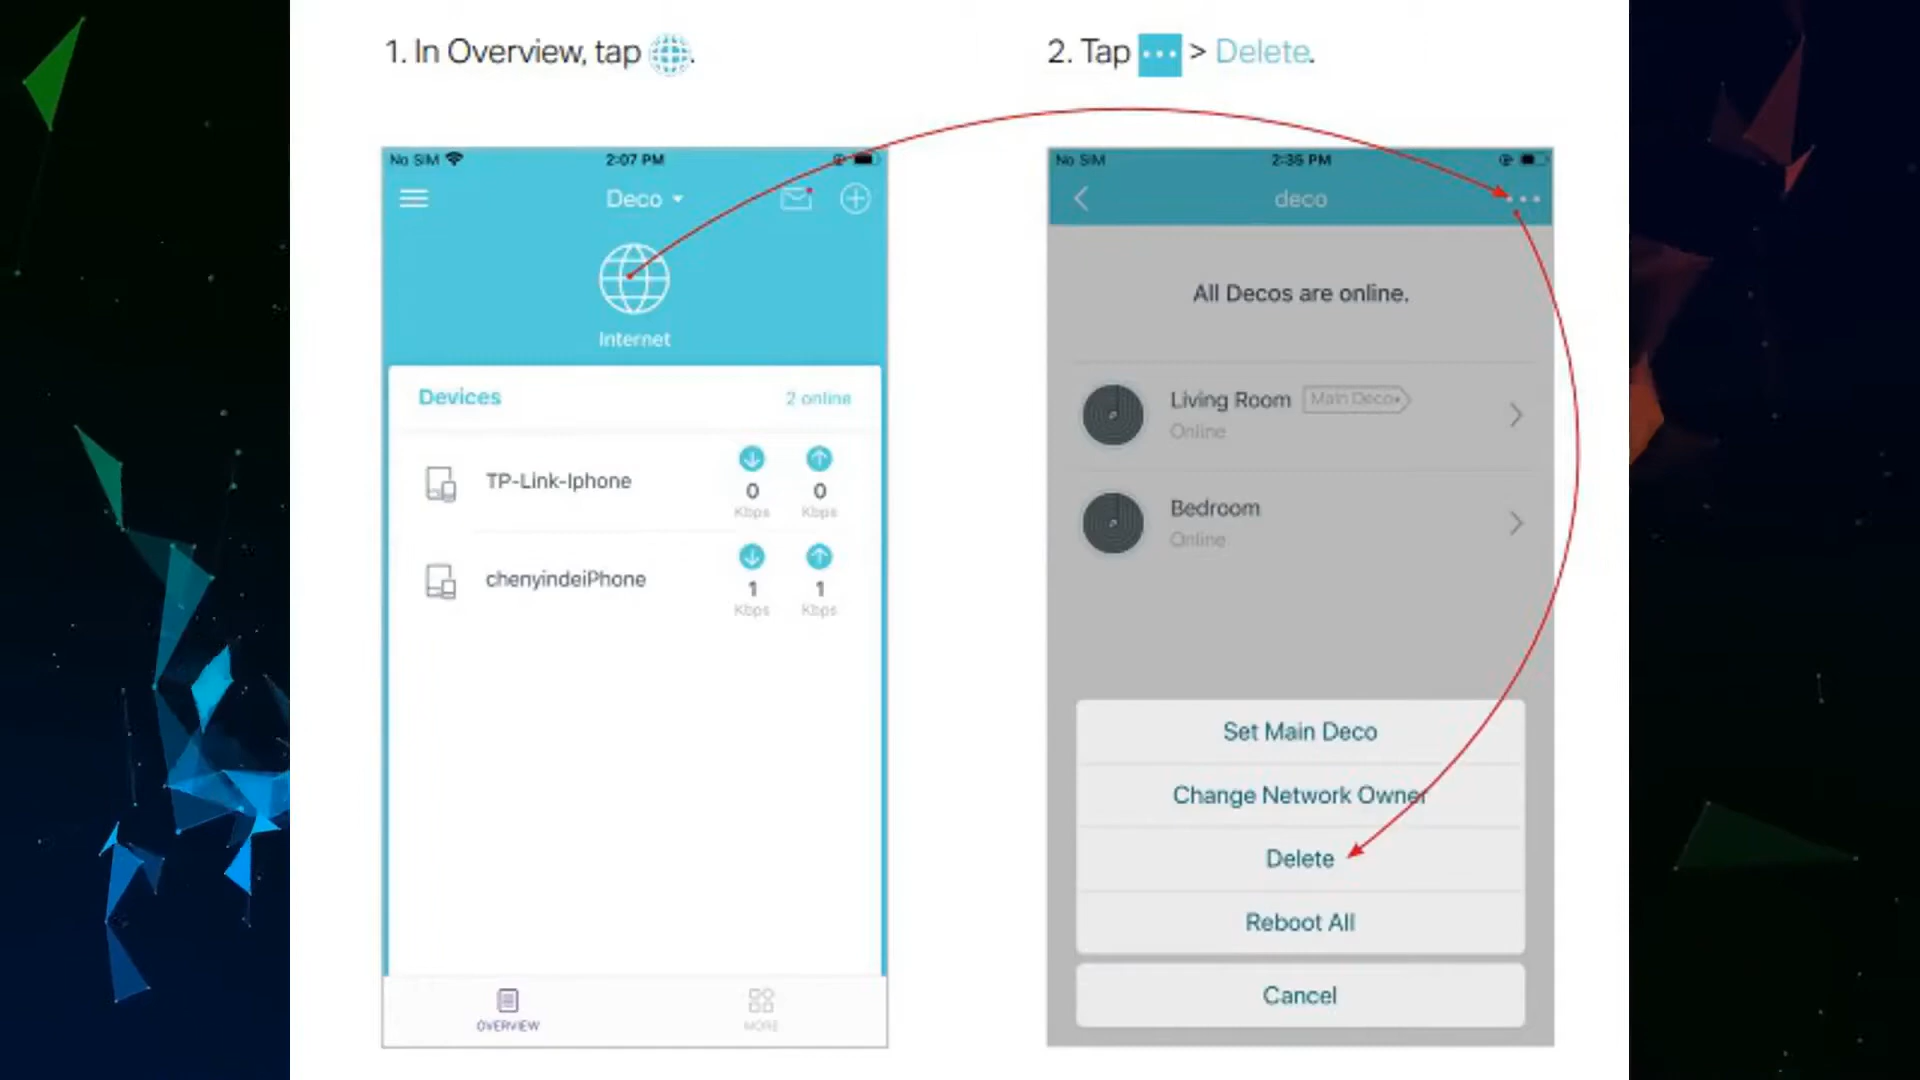 1. In Overview, tap .
2. Tap ... > Delete.
No SIM 2:07 PM
Deco
Internet
Devices 2 online
TP-Link-Iphone
0 0
Kbps Kbps
chenyindeiPhone
1 1
Kbps Kbps
OVERVIEW MORE
No SIM 2:35 PM
deco
All Decos are online.
Living Room Main Deco
Online
Bedroom
Online
Set Main Deco
Change Network Owner
Delete
Reboot All
Cancel